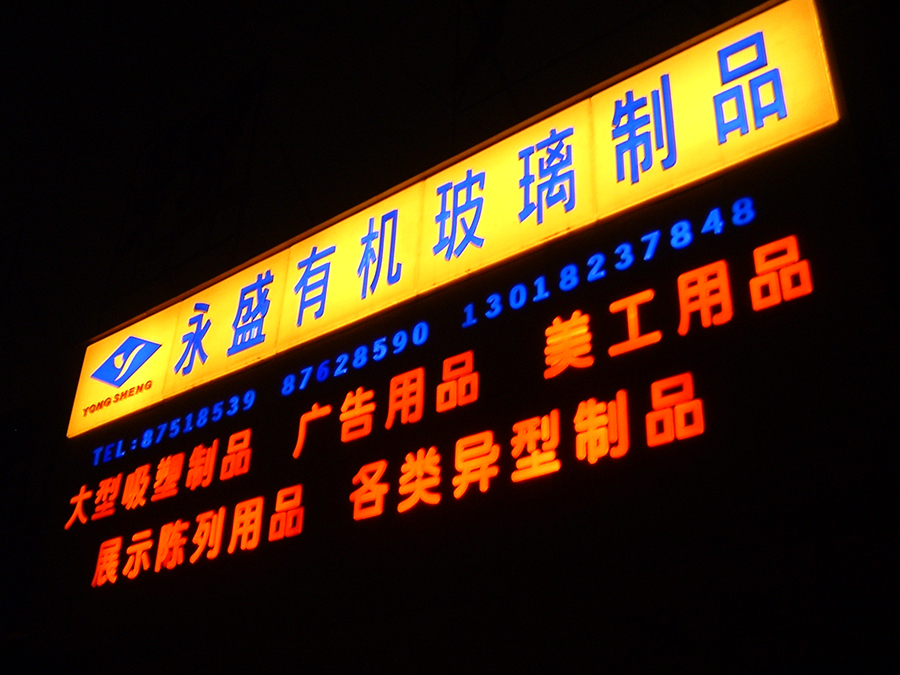 永盛有机玻璃制品
YONG SHENG
TEL:87518539 87628590 13018237848
大型吸塑制品 广告用品 美工用品
展示陈列用品 各类异型制品